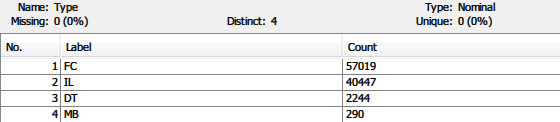 Name: Type Type: Nominal
Missing: 0 (0%) Distinct: 4 Unique: 0 (0%)
No. Label Count
1 FC 57019
2 IL 40447
3 DT 2244
4 MB 290